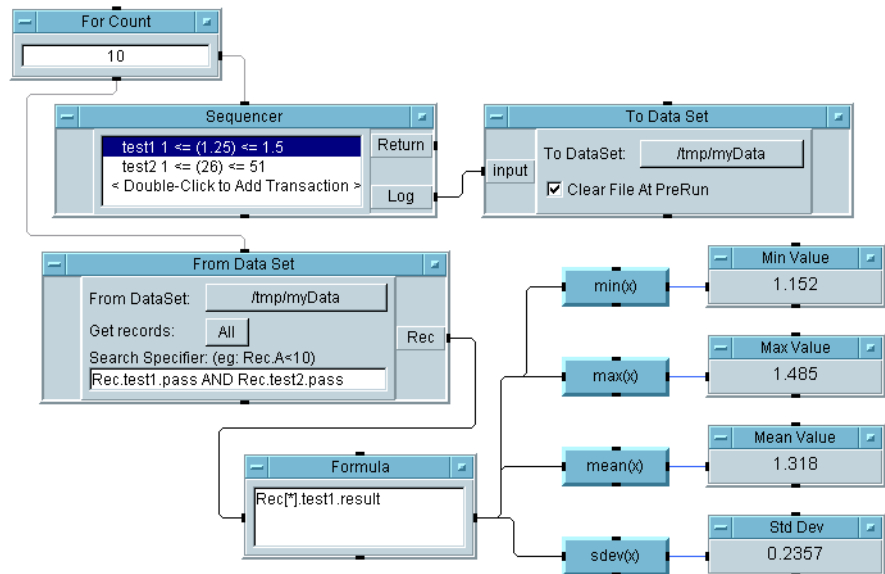 For Count
10
Sequencer
test1 1 <= (1.25) <= 1.5
test2 1 <= (26) <= 51
< Double-Click to Add Transaction >
Return
Log
To Data Set
input
To DataSet: /tmp/myData
Clear File At PreRun
From Data Set
From DataSet: /tmp/myData
Get records: All
Search Specifier: (eg: Rec.A<10)
Rec.test1.pass AND Rec.test2.pass
Rec
Formula
Rec[*].test1.result
min(x)
Min Value
1.152
max(x)
Max Value
1.485
mean(x)
Mean Value
1.318
sdev(x)
Std Dev
0.2357